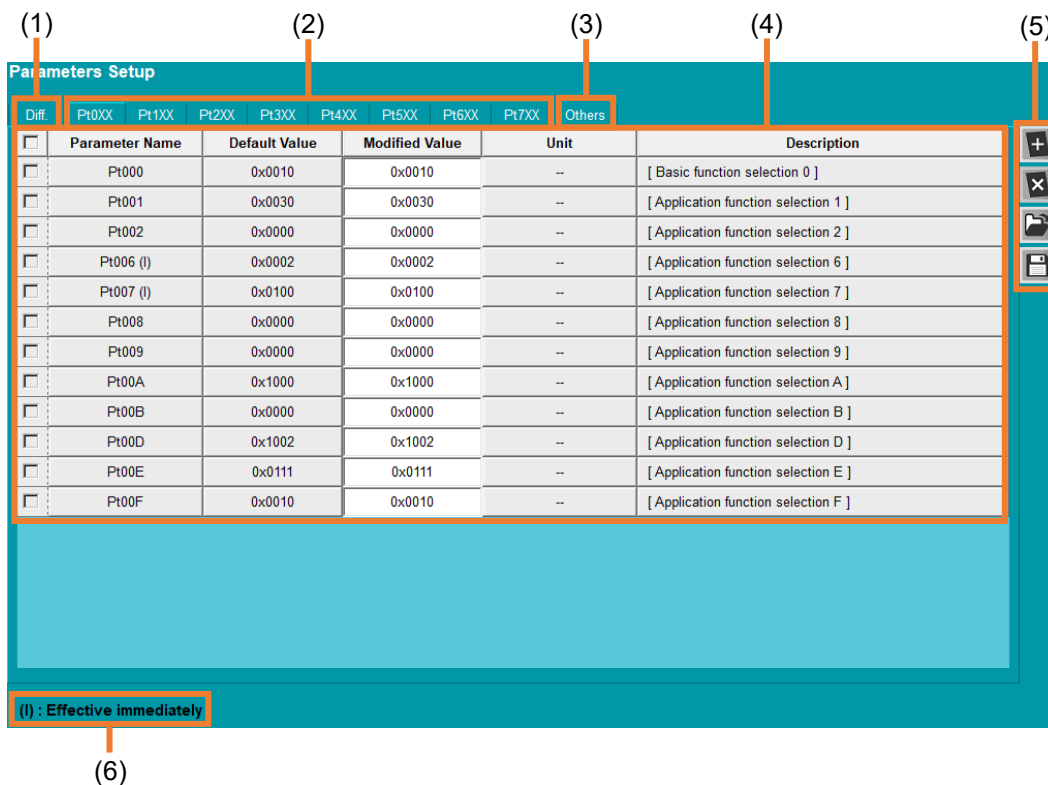 (1) (2) (3) (4) (5)
Parameters Setup
Diff. Pt0XX Pt1XX Pt2XX Pt3XX Pt4XX Pt5XX Pt6XX Pt7XX Others
Parameter Name Default Value Modified Value Unit Description
Pt000 0x0010 0x0010 -- [ Basic function selection 0 ]
Pt001 0x0030 0x0030 -- [ Application function selection 1 ]
Pt002 0x0000 0x0000 -- [ Application function selection 2 ]
Pt006 (I) 0x0002 0x0002 -- [ Application function selection 6 ]
Pt007 (I) 0x0100 0x0100 -- [ Application function selection 7 ]
Pt008 0x0000 0x0000 -- [ Application function selection 8 ]
Pt009 0x0000 0x0000 -- [ Application function selection 9 ]
Pt00A 0x1000 0x1000 -- [ Application function selection A ]
Pt00B 0x0000 0x0000 -- [ Application function selection B ]
Pt00D 0x1002 0x1002 -- [ Application function selection D ]
Pt00E 0x0111 0x0111 -- [ Application function selection E ]
Pt00F 0x0010 0x0010 -- [ Application function selection F ]
(I) : Effective immediately
(6)